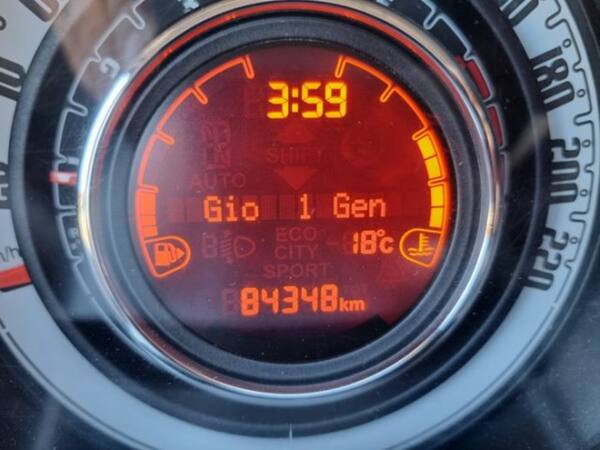 3:59
SHIFT
AUTO
Gio 1 Gen
ECO
CITY
18°c
SPORT
84348km
180
200
220